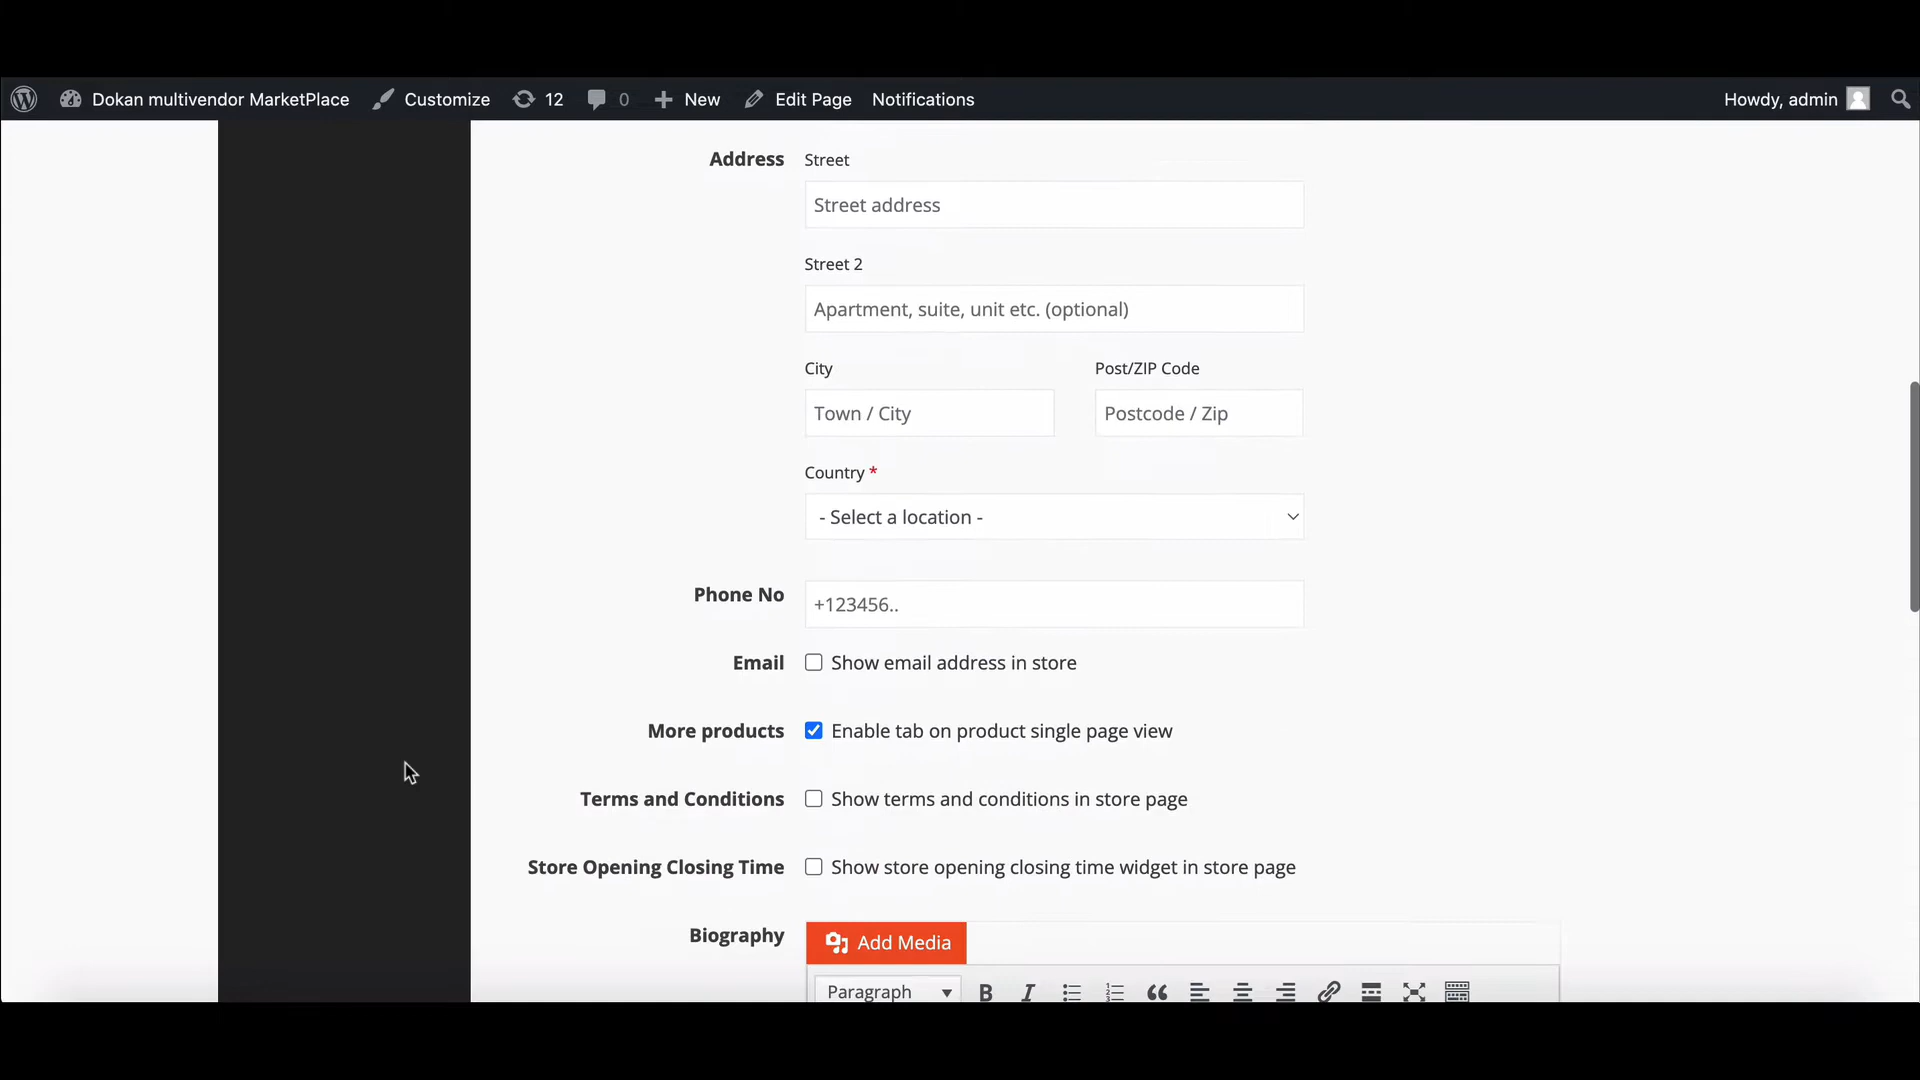 Dokan multivendor MarketPlace Customize 12 0 New Edit Page Notifications Howdy, admin
Address Street
Street address
Street 2
Apartment, suite, unit etc. (optional)
City Post/ZIP Code
Town / City Postcode / Zip
Country *
- Select a location -
Phone No +123456..
Email Show email address in store
More products Enable tab on product single page view
Terms and Conditions Show terms and conditions in store page
Store Opening Closing Time Show store opening closing time widget in store page
Biography Add Media
Paragraph B I